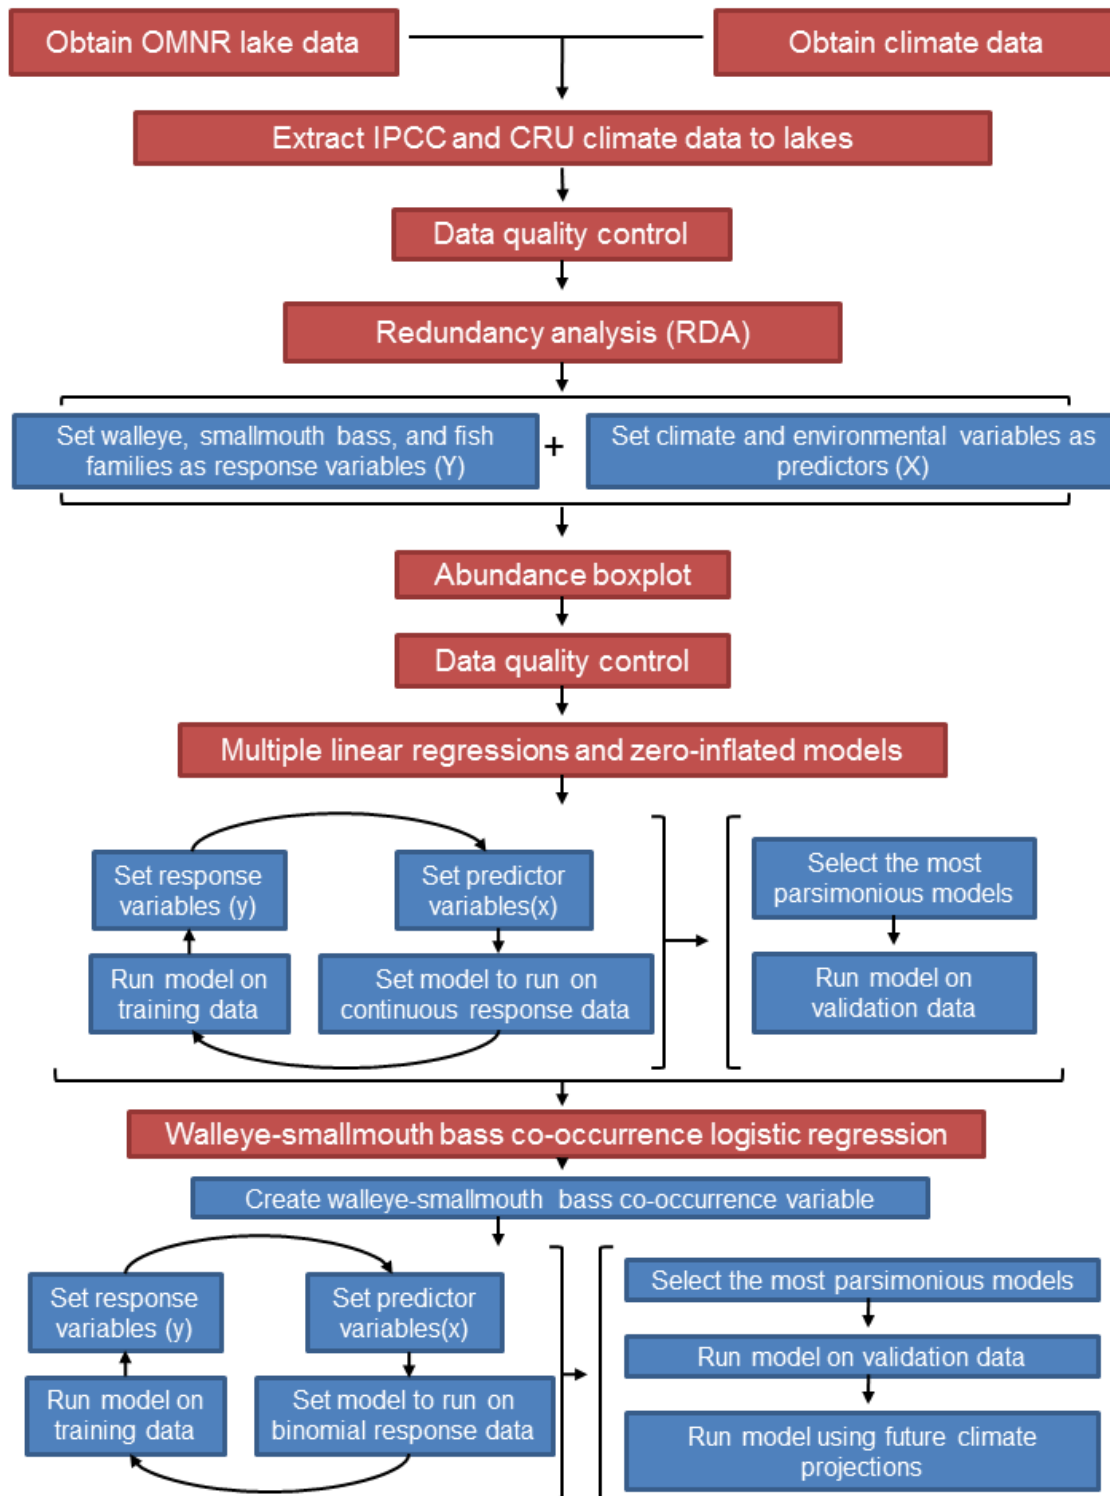 Obtain OMNR lake data
Obtain climate data
Extract IPCC and CRU climate data to lakes
Data quality control
Redundancy analysis (RDA)
Set walleye, smallmouth bass, and fish
families as response variables (Y)
+
Set climate and environmental variables as
predictors (X)
Abundance boxplot
Data quality control
Multiple linear regressions and zero-inflated models
Set response
variables (y)
Set predictor
variables(x)
Run model on
training data
Set model to run on
continuous response data
Select the most
parsimonious models
Run model on
validation data
Walleye-smallmouth bass co-occurrence logistic regression
Create walleye-smallmouth bass co-occurrence variable
Set response
variables (y)
Set predictor
variables(x)
Run model on
training data
Set model to run on
binomial response data
Select the most parsimonious models
Run model on validation data
Run model using future climate
projections